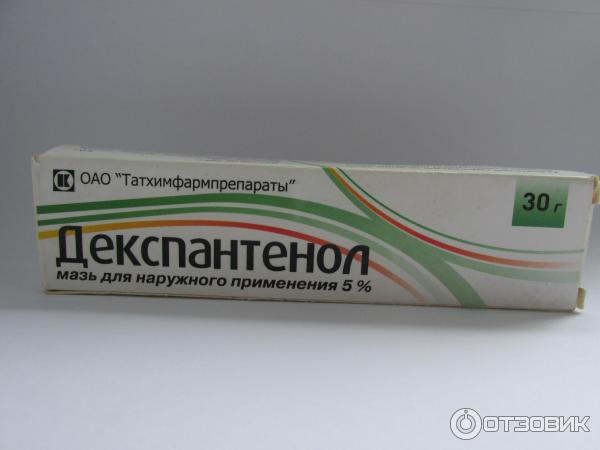 ОАО "Татхимфармпрепараты"
30 г
Декспантенол
мазь для наружного применения 5 %
ОТЗОВИК